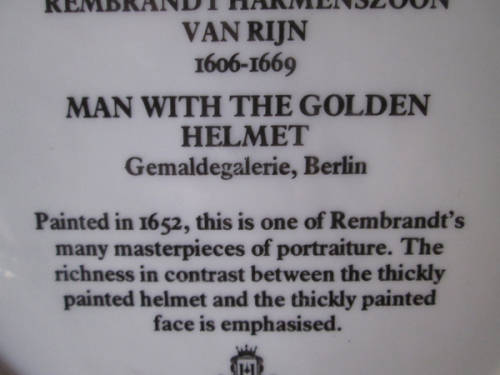 REMBRANDT HARMENSZOON
VAN RIJN
1606-1669
MAN WITH THE GOLDEN
HELMET
Gemaldegalerie, Berlin
Painted in 1652, this is one of Rembrandt's
many masterpieces of portraiture. The
richness in contrast between the thickly
painted helmet and the thickly painted
face is emphasised.